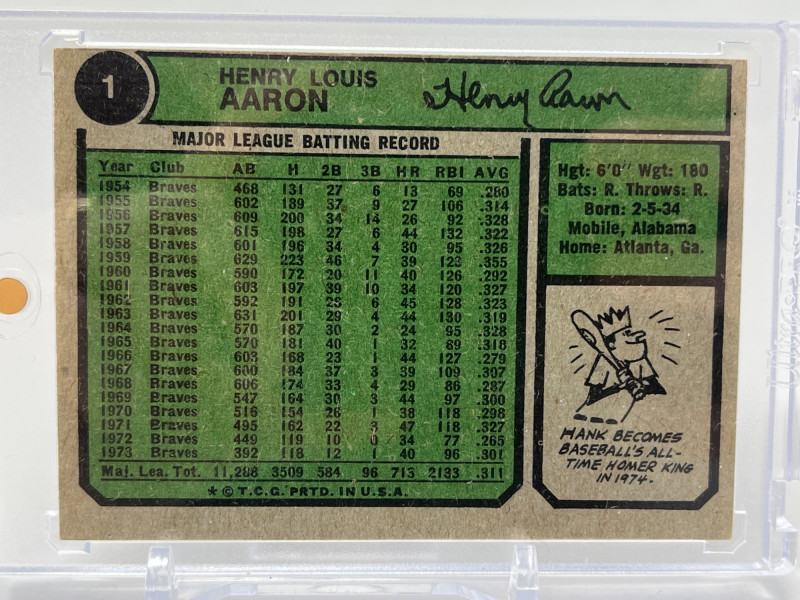 1
HENRY LOUIS
AARON
Henry Aaron
MAJOR LEAGUE BATTING RECORD
Year Club AB H 2B 3B HR RBI AVG
1954 Braves 468 131 27 6 13 69 .280
1955 Braves 602 189 37 9 27 106 .314
1956 Braves 609 200 34 14 26 92 .328
1957 Braves 615 198 27 6 44 132 .322
1958 Braves 601 196 34 4 30 95 .326
1959 Braves 629 223 46 7 39 123 .355
1960 Braves 590 172 20 11 40 126 .292
1961 Braves 603 197 39 10 34 120 .327
1962 Braves 592 191 28 6 45 128 .323
1963 Braves 631 201 29 4 44 130 .319
1964 Braves 570 187 30 2 24 95 .328
1965 Braves 570 181 40 1 32 89 .318
1966 Braves 603 168 23 1 44 127 .279
1967 Braves 600 184 37 3 39 109 .307
1968 Braves 606 174 33 4 29 86 .287
1969 Braves 547 164 30 3 44 97 .300
1970 Braves 516 154 26 1 38 118 .298
1971 Braves 495 162 22 3 47 118 .327
1972 Braves 449 119 10 0 34 77 .265
1973 Braves 392 118 12 1 40 96 .301
Maj. Lea. Tot. 11,288 3509 584 96 713 2133 .311
* © T.C.G. PRTD. IN U.S.A.
Hgt: 6'0" Wgt: 180
Bats: R. Throws: R.
Born: 2-5-34
Mobile, Alabama
Home: Atlanta, Ga.
HANK BECOMES
BASEBALL'S ALL-
TIME HOMER KING
IN 1974.